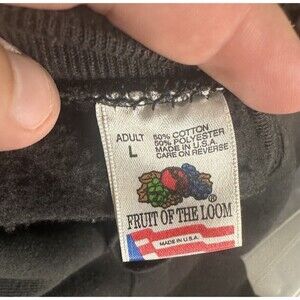 ADULT
L
50% COTTON
50% POLYESTER
MADE IN U.S.A.
CARE ON REVERSE
®
FRUIT OF THE LOOM
MADE IN U.S.A.